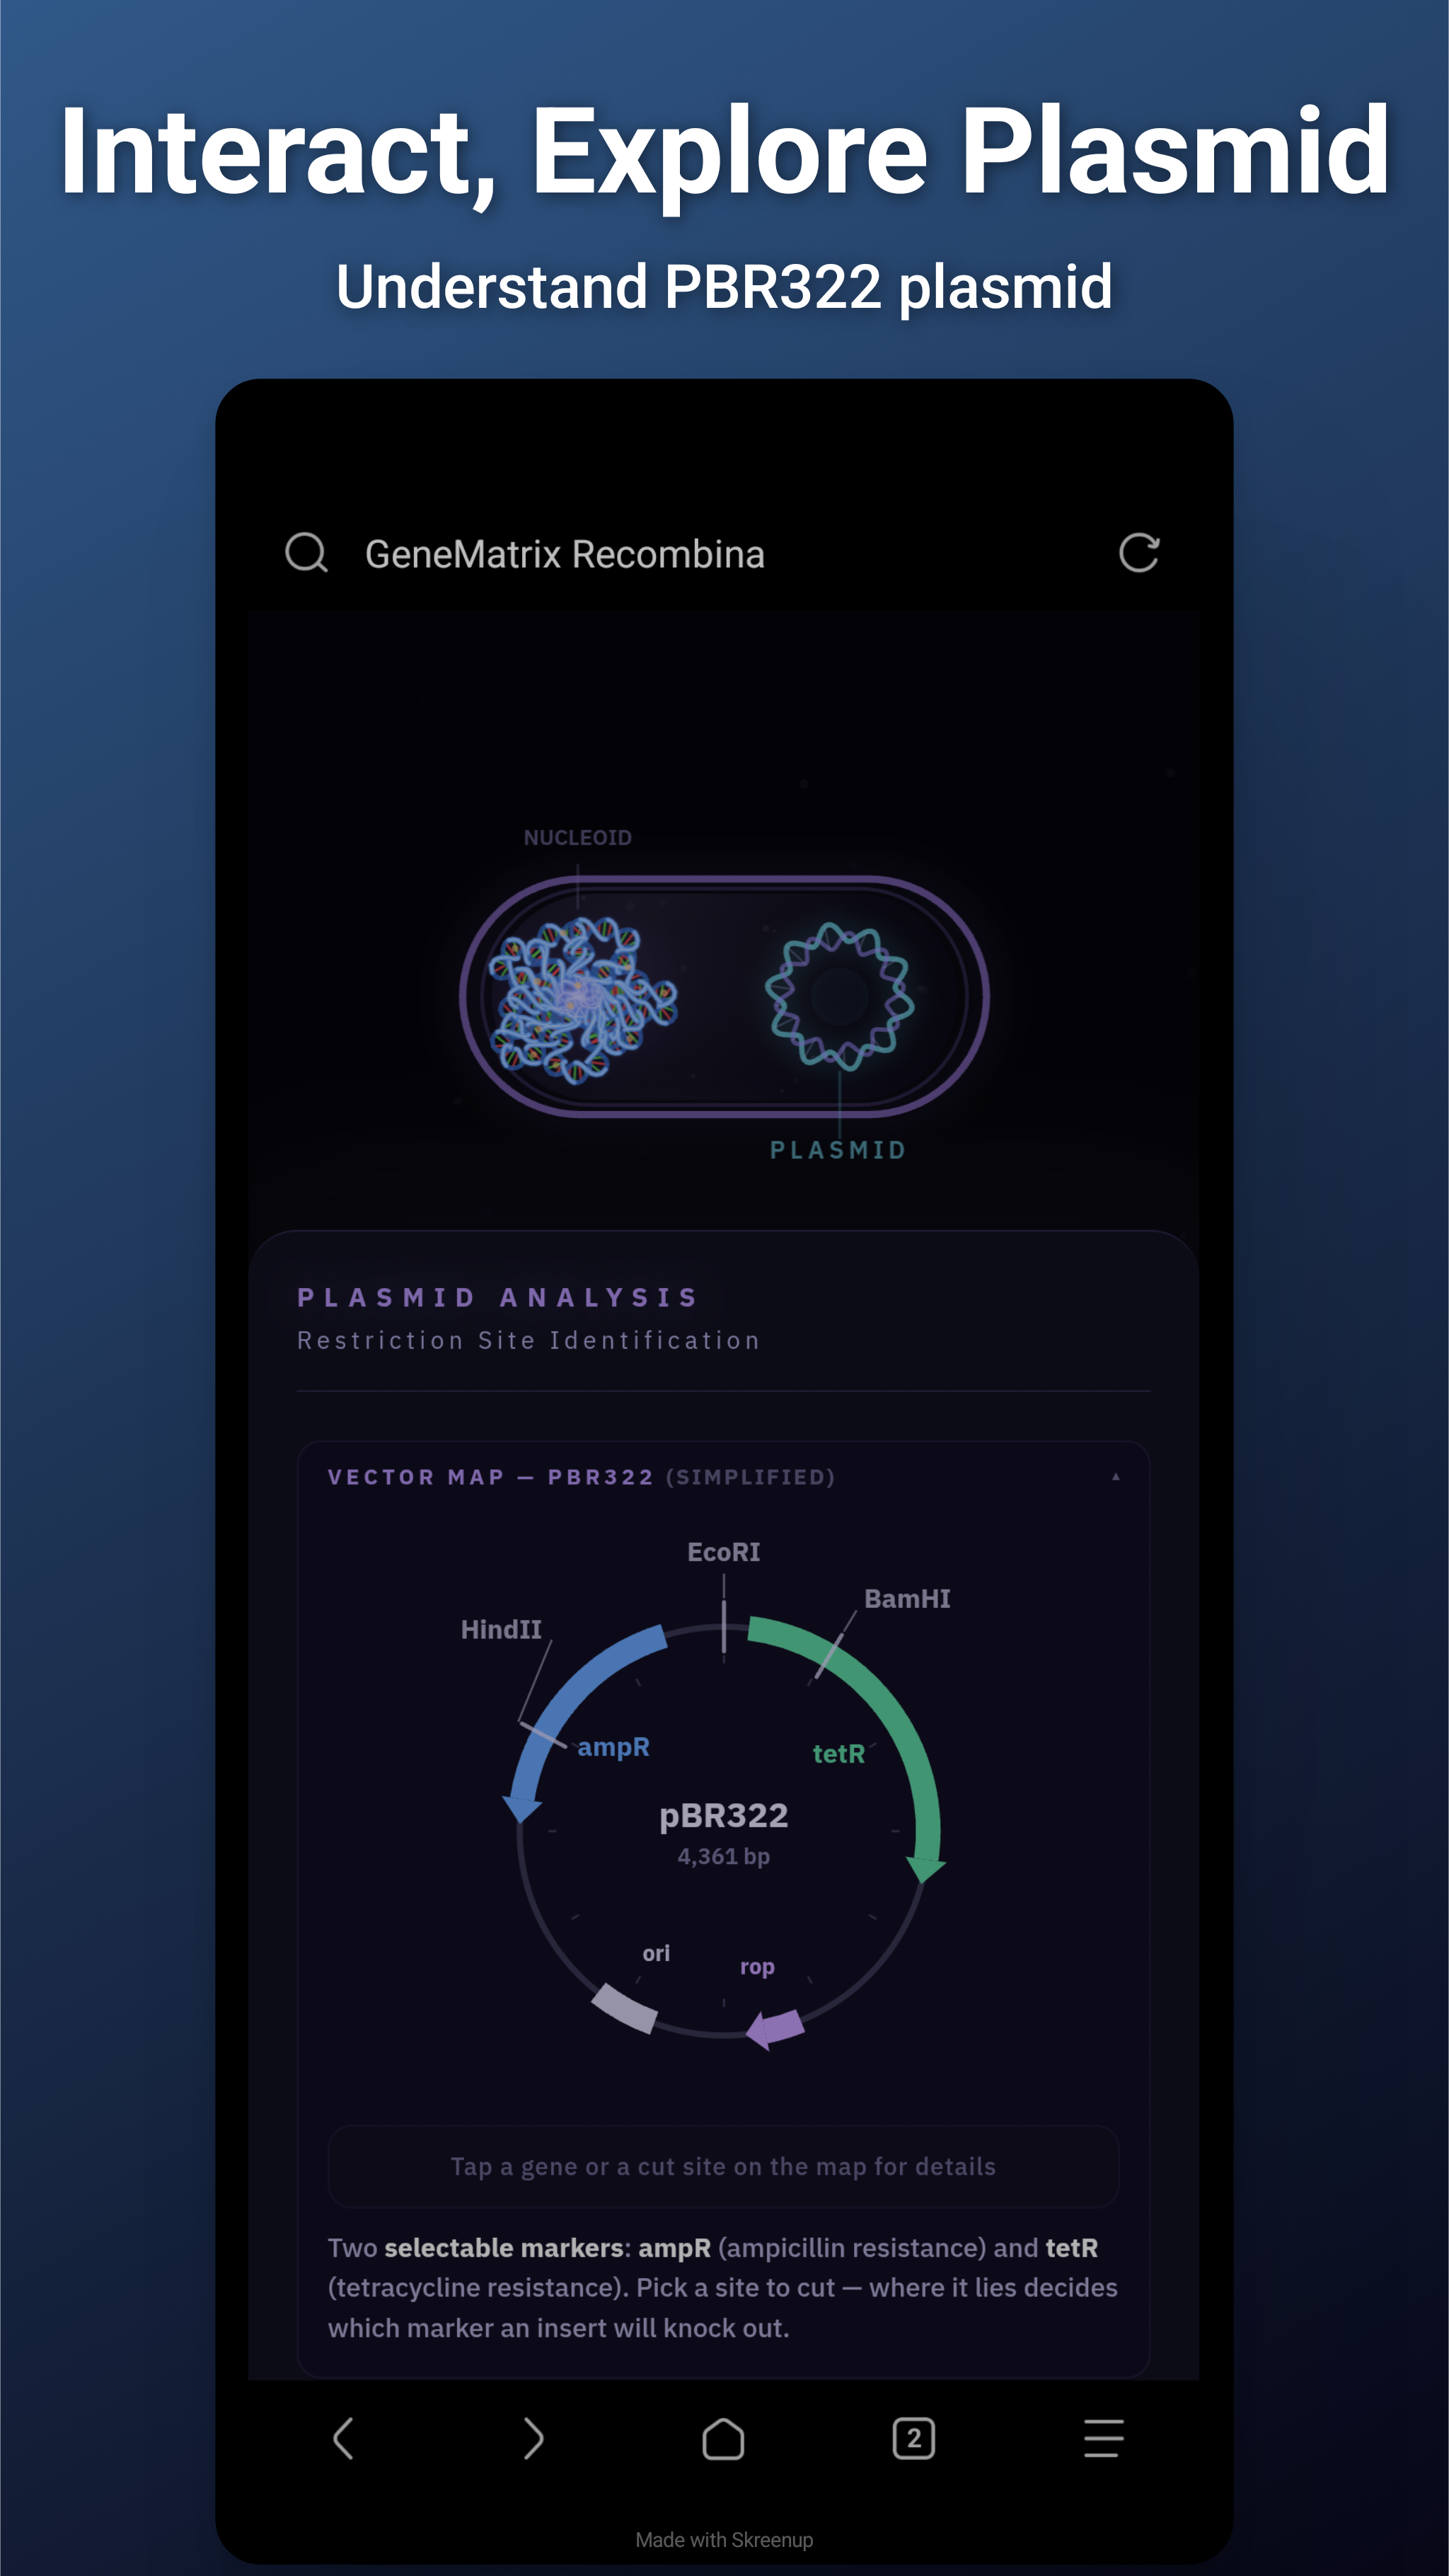 Interact, Explore Plasmid
Understand PBR322 plasmid
GeneMatrix Recombina
NUCLEOID
PLASMID
PLASMID ANALYSIS
Restriction Site Identification
VECTOR MAP — PBR322 (SIMPLIFIED)
EcoRI
BamHI
HindII
ampR
tetR
pBR322
4,361 bp
ori
rop
Tap a gene or a cut site on the map for details
Two selectable markers: ampR (ampicillin resistance) and tetR
(tetracycline resistance). Pick a site to cut — where it lies decides
which marker an insert will knock out.
2
Made with Skreenup